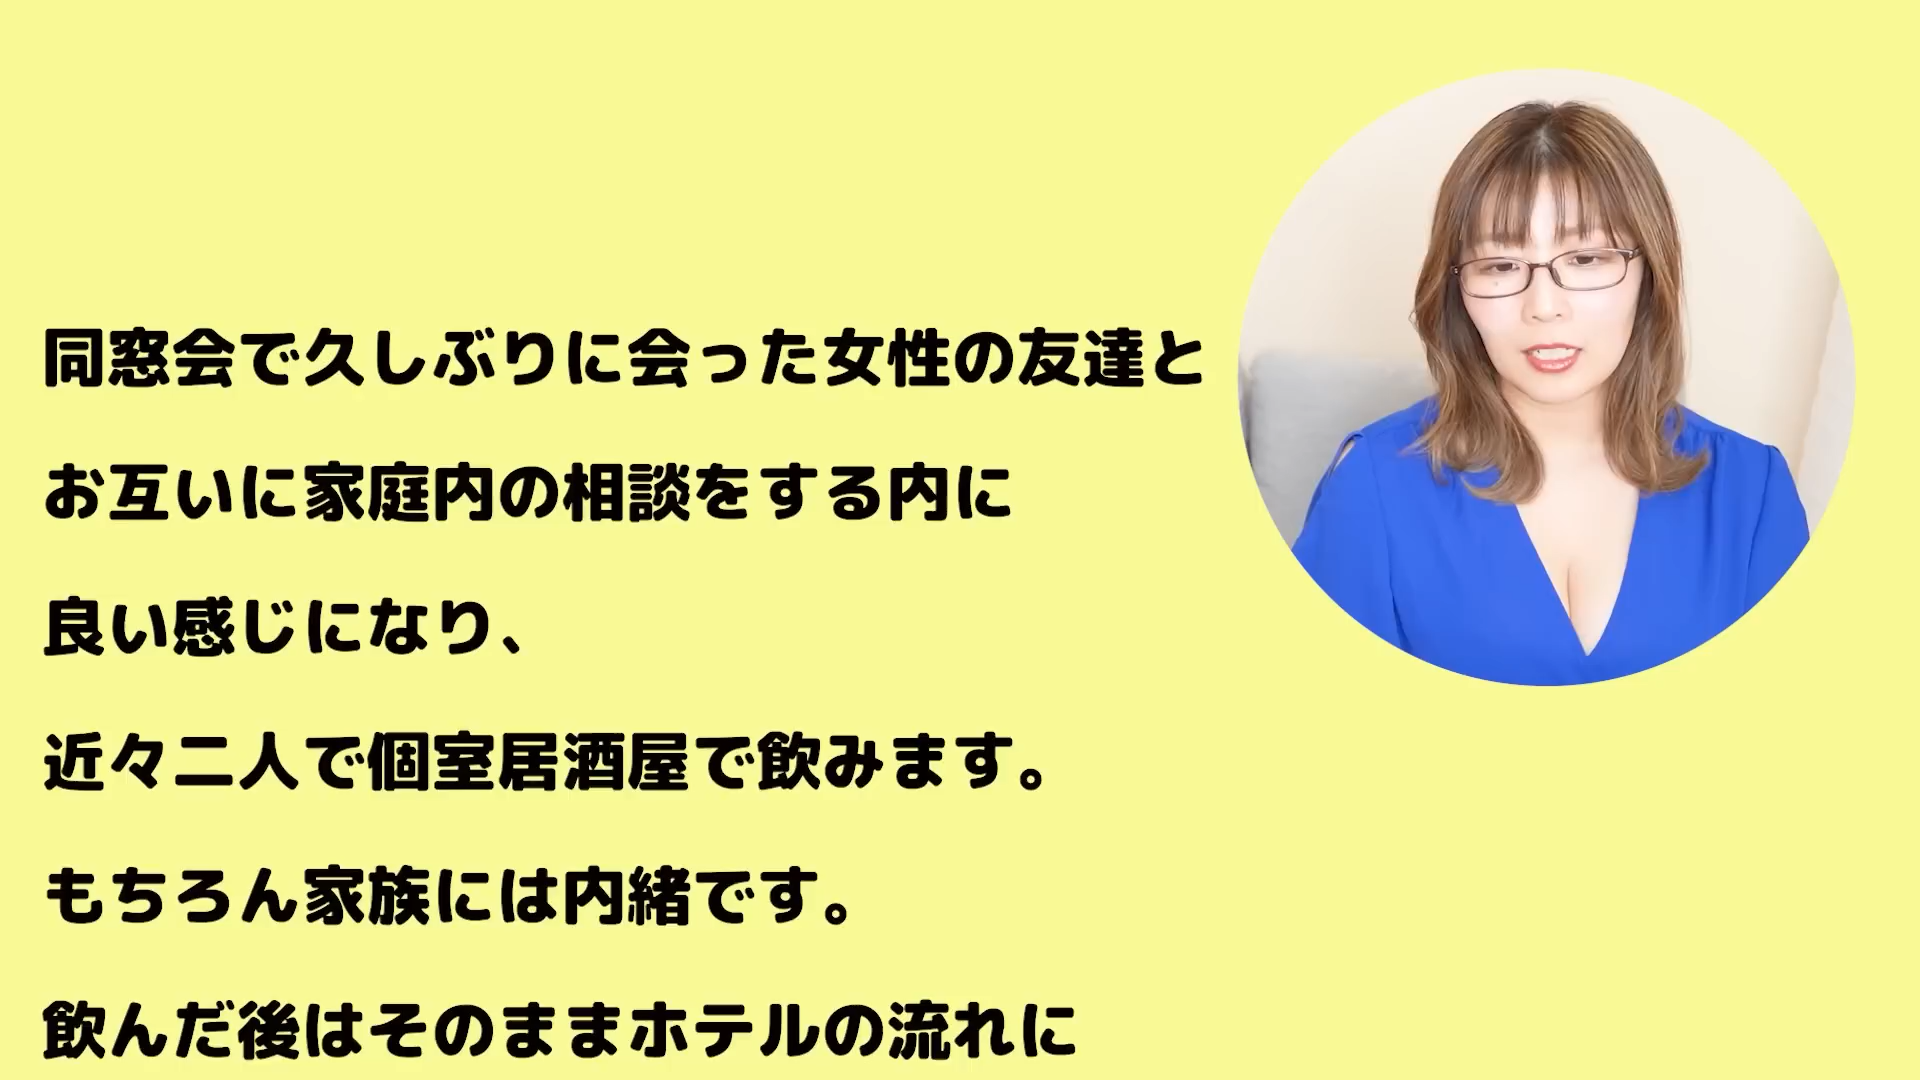 同窓会で久しぶりに会った女性の友達と
お互いに家庭内の相談をする内に
良い感じになり、
近々二人で個室居酒屋で飲みます。
もちろん家族には内緒です。
飲んだ後はそのままホテルの流れに